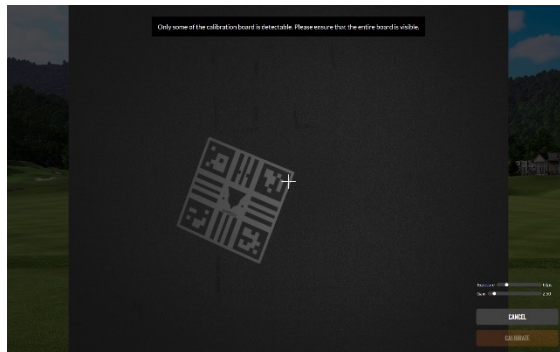 Only some of the calibration board is detectable. Please ensure that the entire board is visible.
CANCEL
CALIBRATE